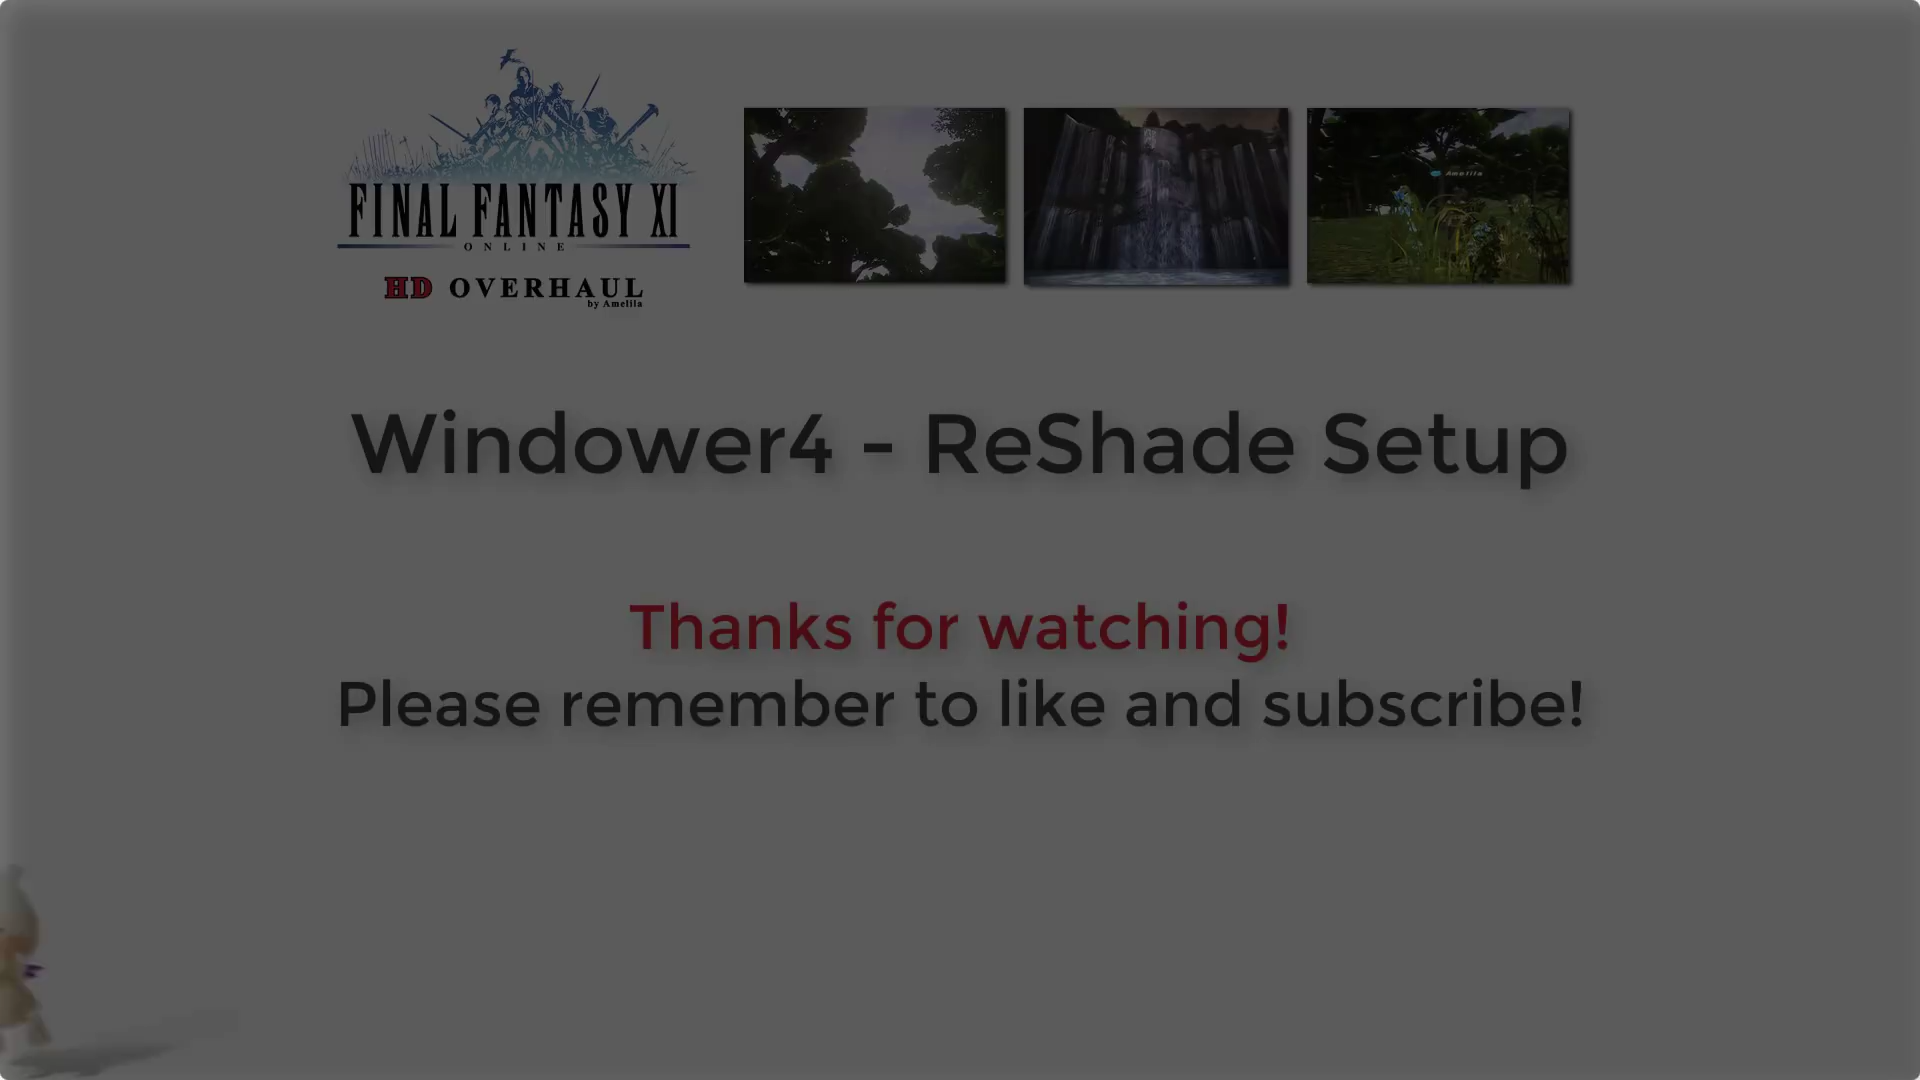 FINAL FANTASY XI
ONLINE
HD OVERHAUL
by Amelila
Amelila
Windower4 - ReShade Setup
Thanks for watching!
Please remember to like and subscribe!